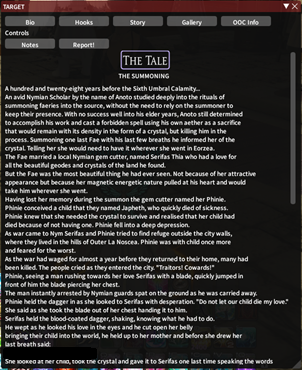 TARGET
Bio Hooks Story Gallery OOC Info
Controls
Notes Report!
THE TALE
THE SUMMONING
A hundred and twenty-eight years before the Sixth Umbral Calamity...
An avid Nymian Scholar by the name of Anoto studied deeply into the rituals of
summoning faeries into the source, without the need to rely on the summoner to
keep their presence. With no success well into his elder years, Anoto still determined
to accomplish his work and cast a forbidden spell using his own aether as a sacrifice
that would remain with its density in the form of a crystal, but killing him in the
process. Summoning one last Fae with his last few breaths he informed her of the
crystal. Telling her she would need to have it wherever she went in Eorzea.
The Fae married a local Nymian gem cutter, named Serifas Thia who had a love for
all the beautiful geodes and crystals of the land he found.
But the Fae was the most beautiful thing he had ever seen. Not because of her attractive
appearance but because her magnetic energetic nature pulled at his heart and would
take him wherever she went.
Having lost her memory during the summon the gem cutter named her Phinie.
Phinie conceived a child that they named Japheth, who quickly died of sickness.
Phinie knew that she needed the crystal to survive and realised that her child had
died because of not having one. Phinie fell into a deep depression.
As war came to Nym Serifas and Phinie tried to find refuge outside the city walls,
where they lived in the hills of Outer La Noscea. Phinie was with child once more
and feared for the worst.
As the war had waged for almost a year before they returned to their home, many had
been killed. The people cried as they entered the city. "Traitors! Cowards!"
Phinie, seeing a man rushing towards her love Serifas with a blade, quickly jumped in
front of him the blade piercing her chest.
The man instantly arrested by Nymian guards spat on the ground as he was carried away.
Phinie held the dagger in as she looked to Serifas with desperation. "Do not let our child die my love."
She said as she took the blade out of her chest handing it to him.
Serifas held the blood-coated dagger, shaking, knowing what he had to do.
He wept as he looked his love in the eyes and he cut open her belly
bringing their child into the world, he held up to her mother and before she drew her
last breath said:
She looked at her child, took the crystal and gave it to Serifas one last time speaking the words